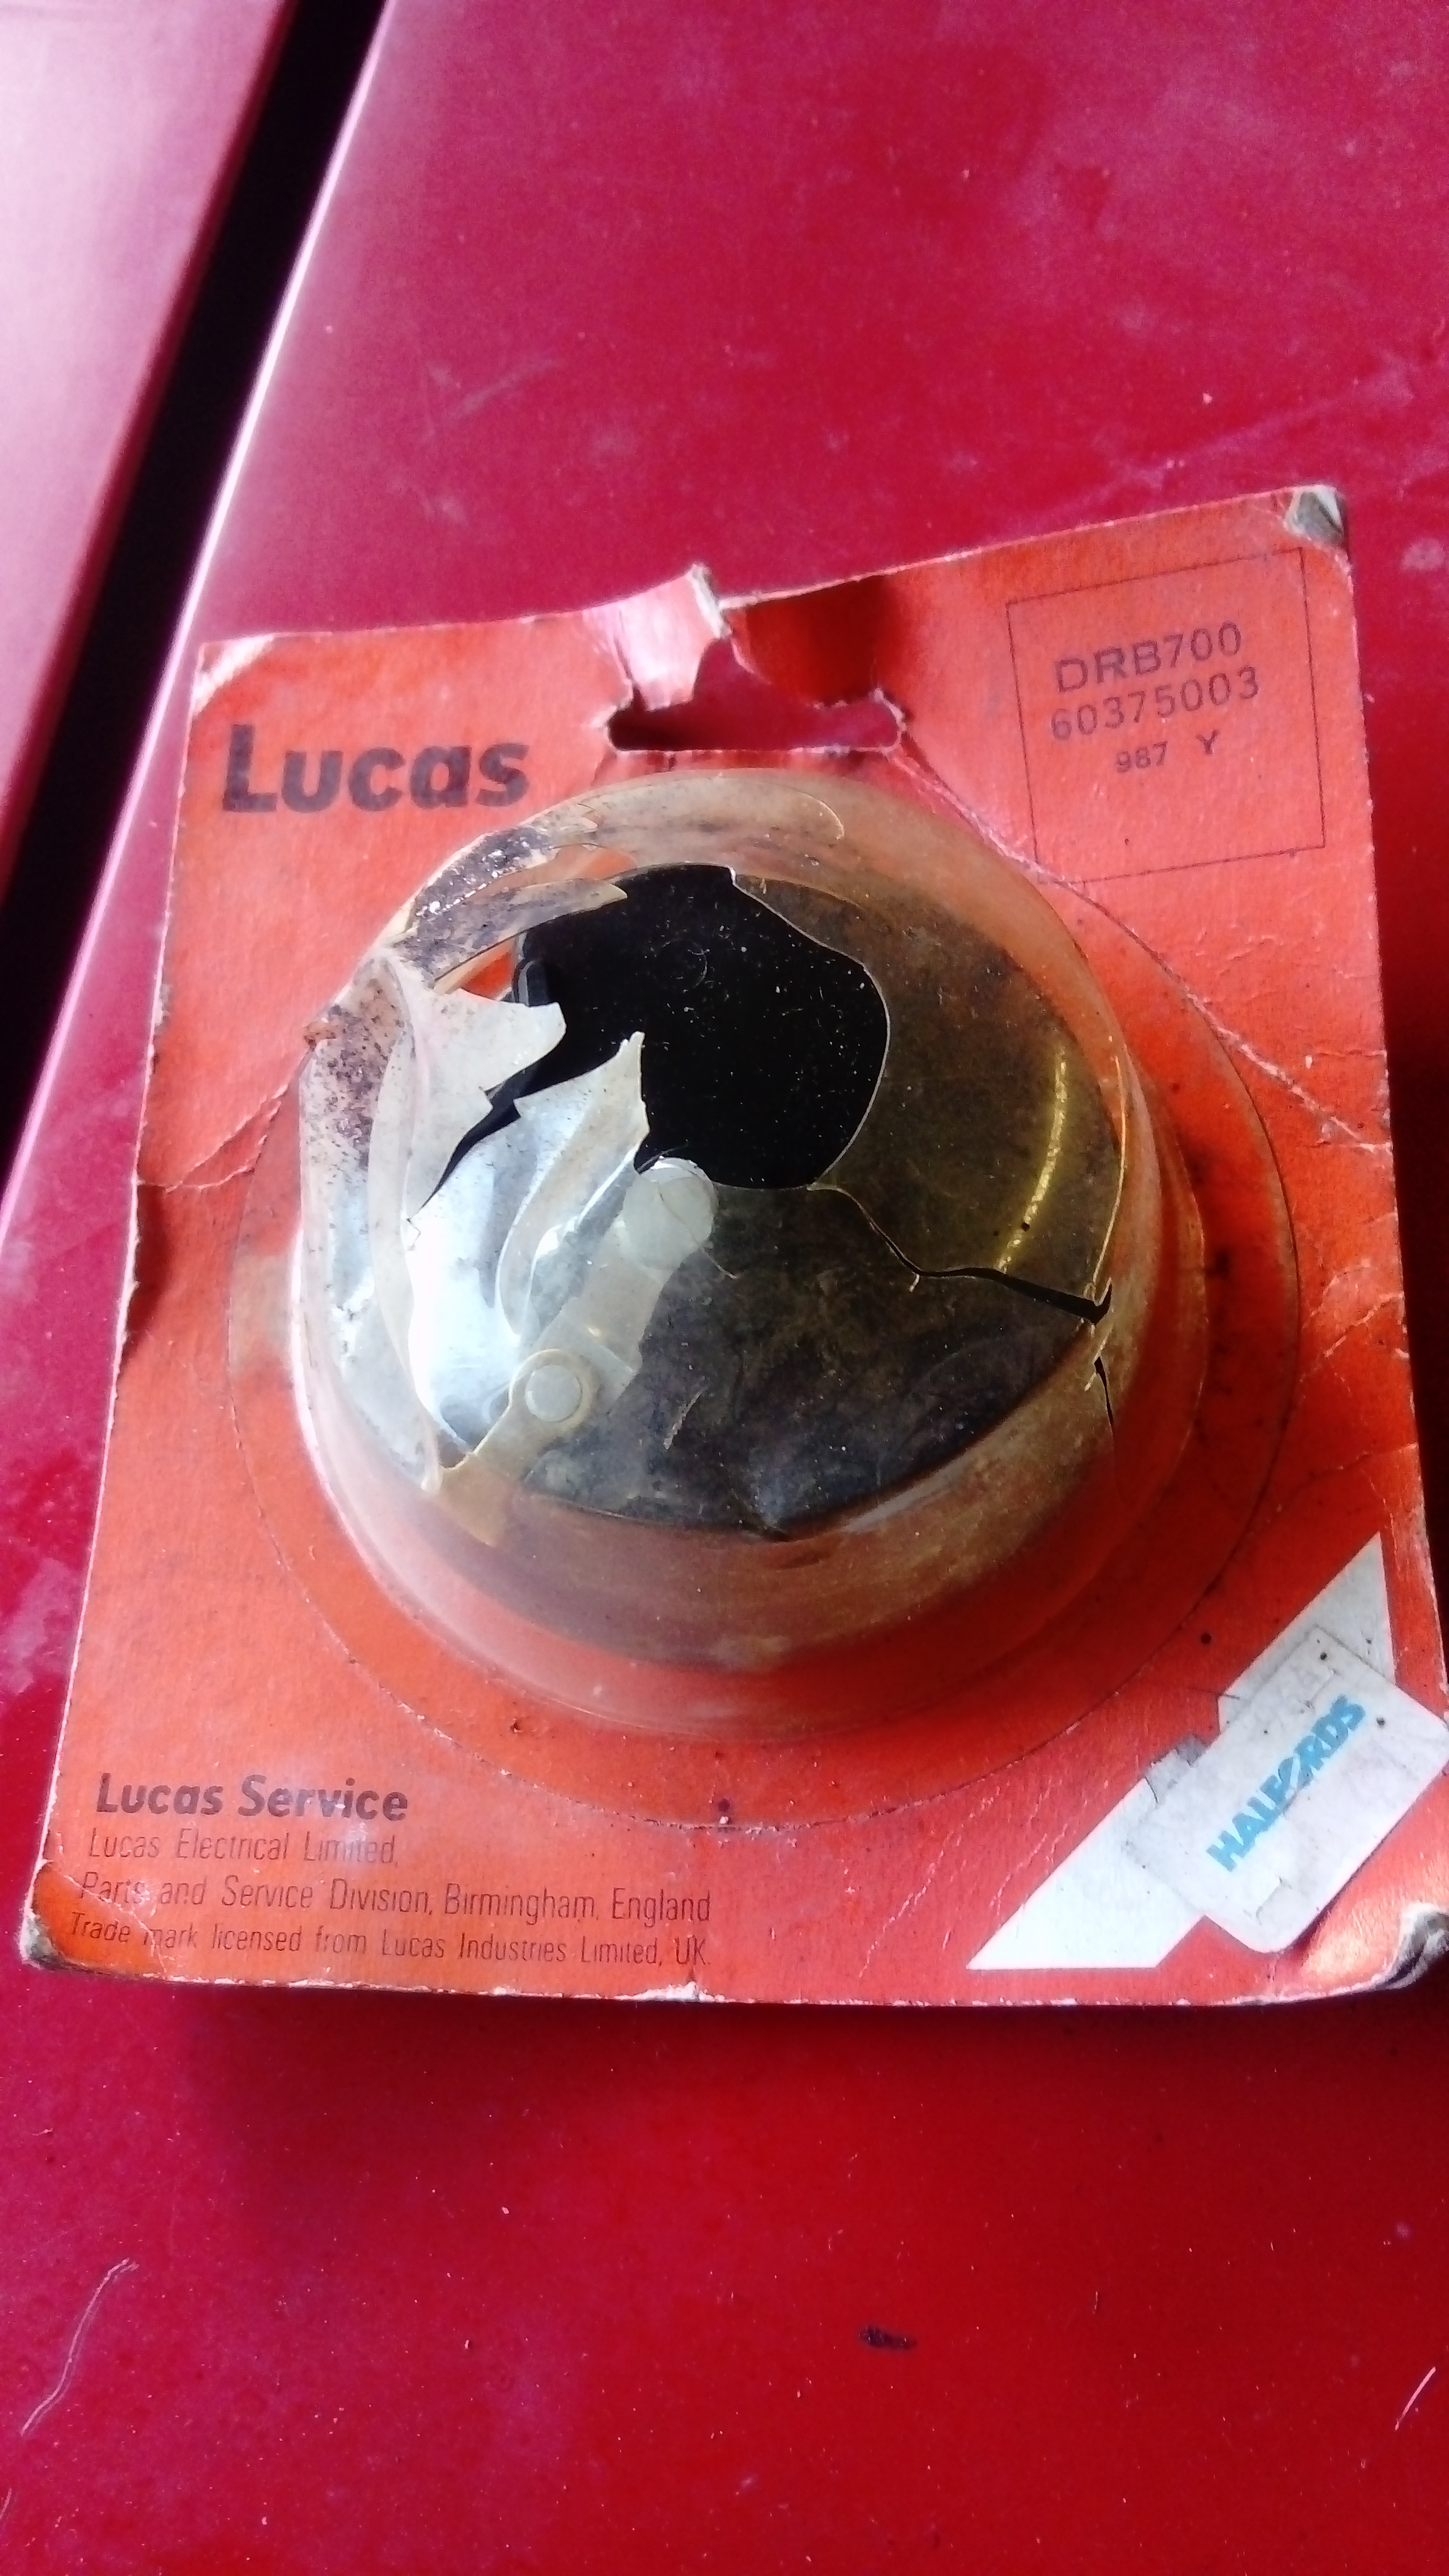 Lucas
DRB700
60375003
987 Y
Lucas Service
Lucas Electrical Limited,
Parts and Service Division, Birmingham, England
Trade mark licensed from Lucas Industries Limited, UK.
HALFORDS